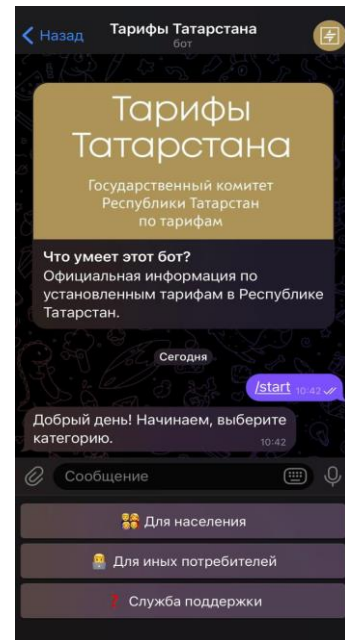 Назад
Тарифы Татарстана
бот
Тарифы
Татарстана
Государственный комитет
Республики Татарстан
по тарифам
Что умеет этот бот?
Официальная информация по
установленным тарифам в Республике
Татарстан.
Сегодня
/start 10:42
Добрый день! Начинаем, выберите
категорию.
10:42
Сообщение
Для населения
Для иных потребителей
❓ Служба поддержки